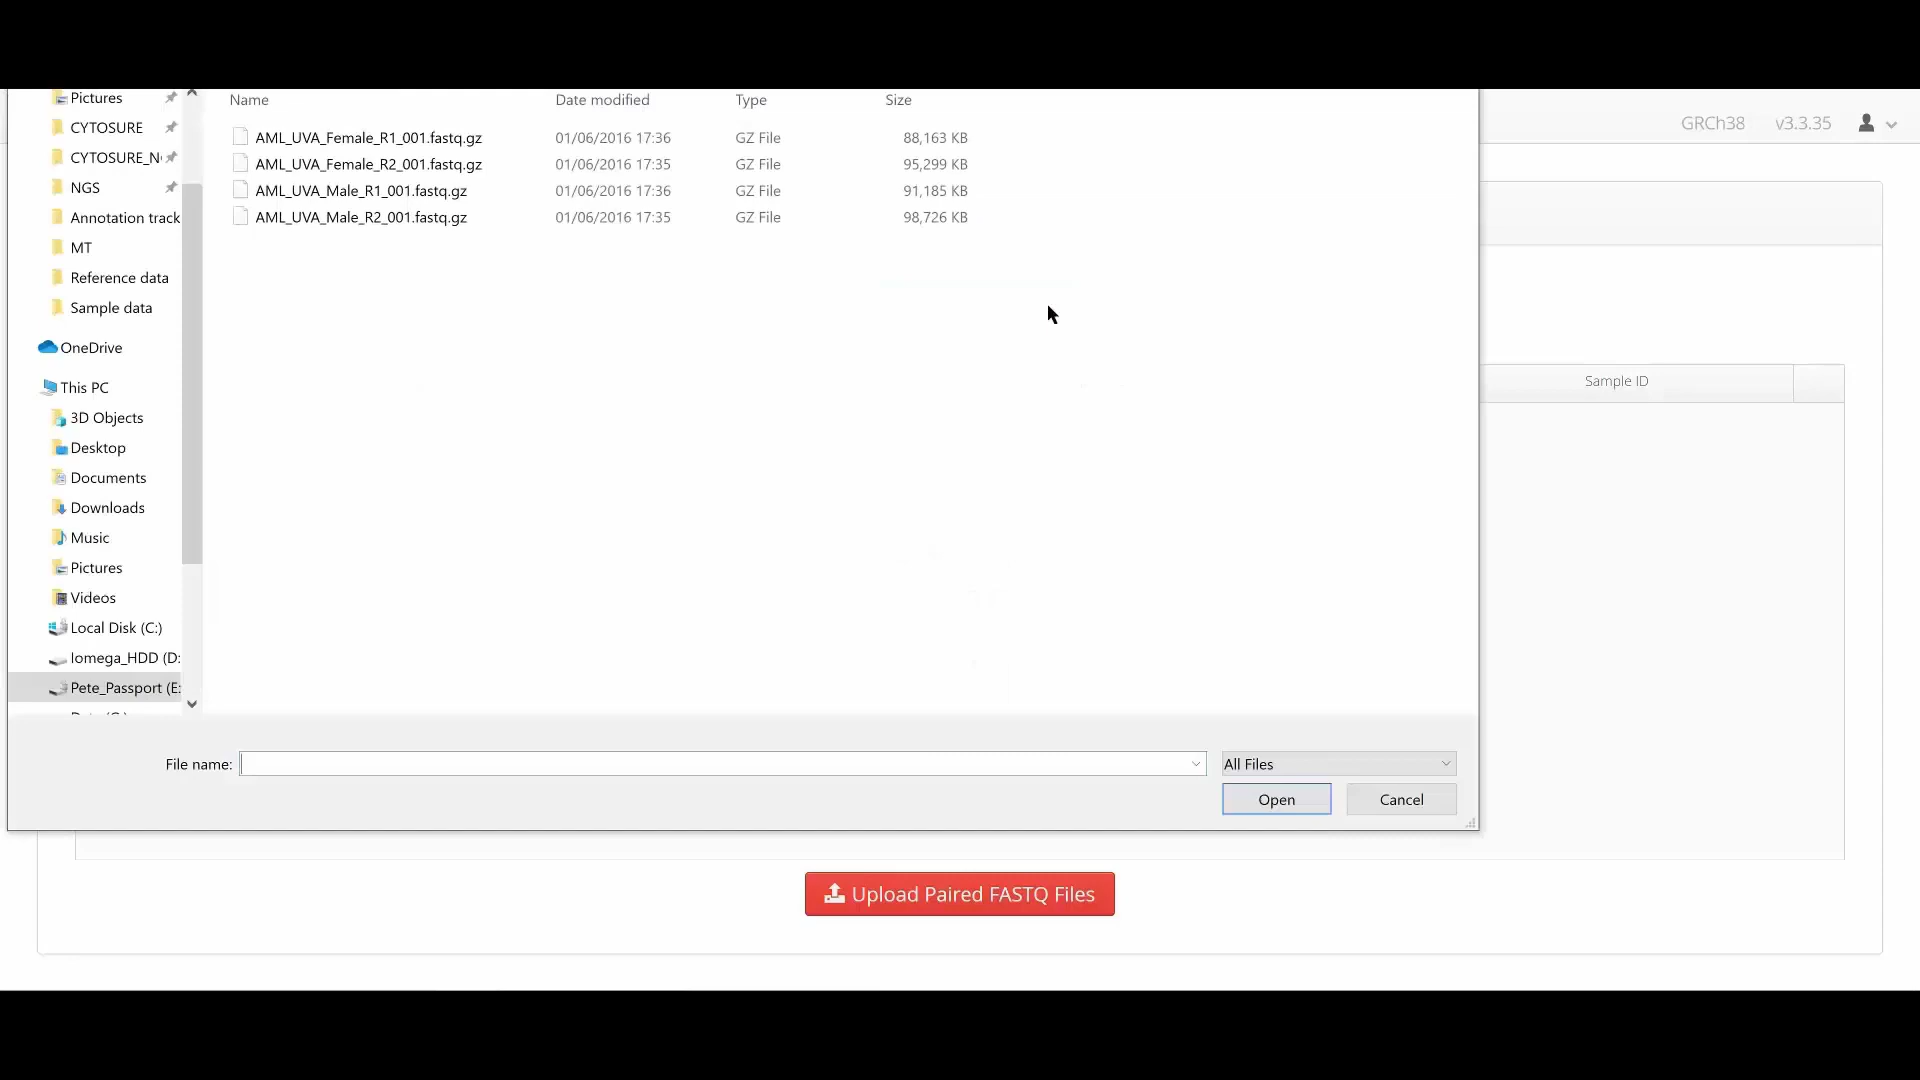 Pictures
CYTOSURE
CYTOSURE_N
NGS
Annotation track
MT
Reference data
Sample data
OneDrive
This PC
3D Objects
Desktop
Documents
Downloads
Music
Pictures
Videos
Local Disk (C:)
Iomega_HDD (D:
Pete_Passport (E:
Name Date modified Type Size
AML_UVA_Female_R1_001.fastq.gz 01/06/2016 17:36 GZ File 88,163 KB
AML_UVA_Female_R2_001.fastq.gz 01/06/2016 17:35 GZ File 95,299 KB
AML_UVA_Male_R1_001.fastq.gz 01/06/2016 17:36 GZ File 91,185 KB
AML_UVA_Male_R2_001.fastq.gz 01/06/2016 17:35 GZ File 98,726 KB
File name: All Files
Open Cancel
GRCh38 v3.3.35
Sample ID
Upload Paired FASTQ Files